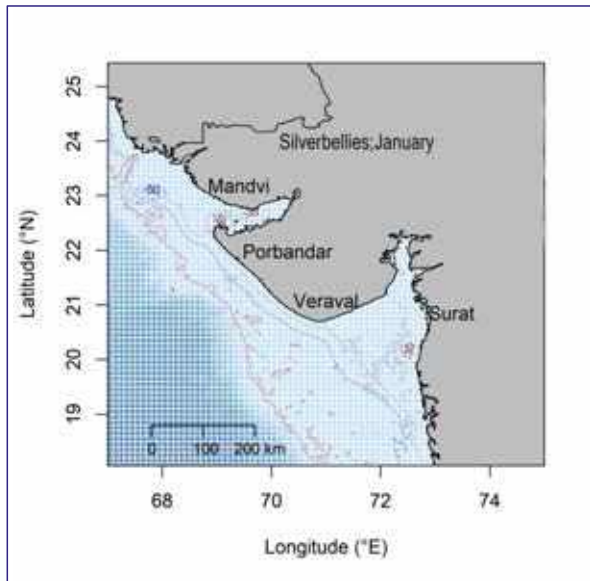 25
24
Silverbellies;January
23
Mandvi
22
Porbandar
21
Veraval
Surat
20
19
0 100 200 km
68 70 72 74
Latitude (°N)
Longitude (°E)